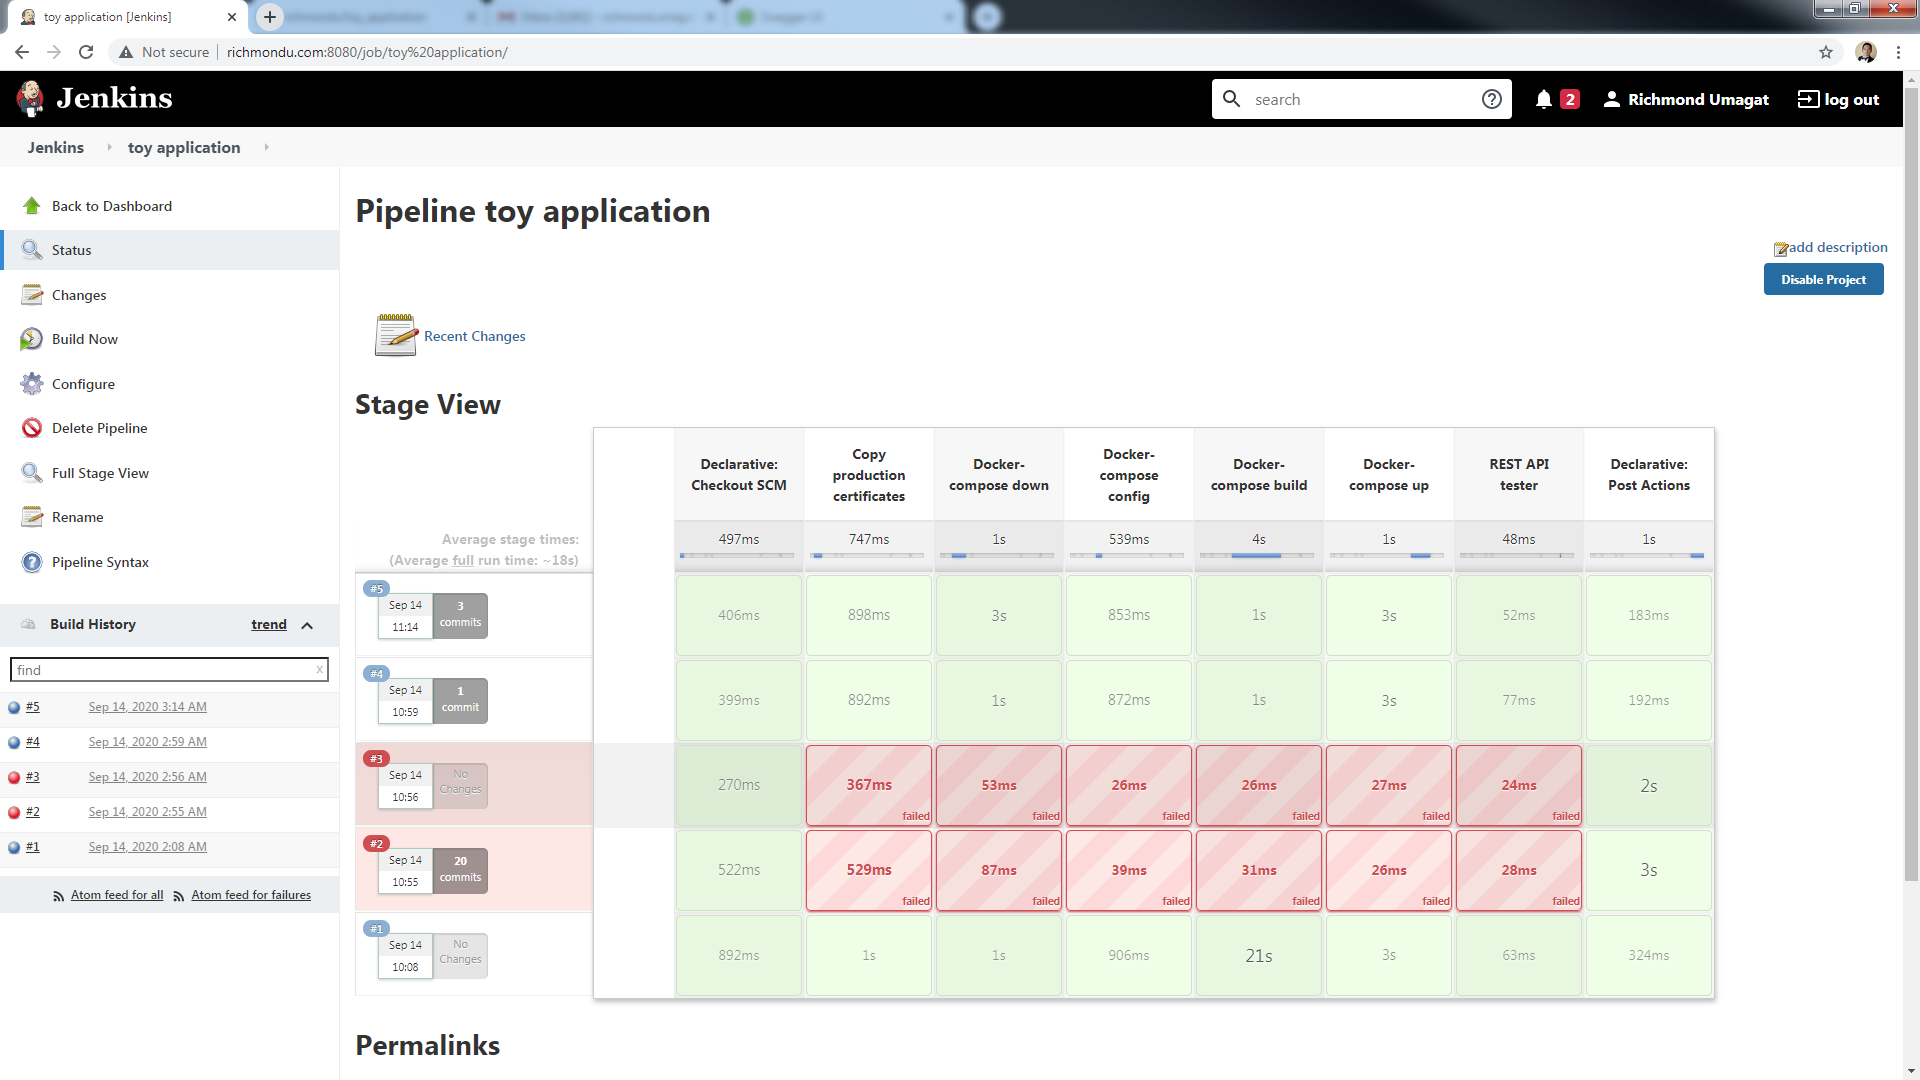 toy application [Jenkins]
Not secure
richmondu.com:8080/job/toy%20application/
Jenkins
search
2
Richmond Umagat
log out
Jenkins
toy application
Back to Dashboard
Status
Changes
Build Now
Configure
Delete Pipeline
Full Stage View
Rename
Pipeline Syntax
Build History
trend
find
x
#5 Sep 14, 2020 3:14 AM
#4 Sep 14, 2020 2:59 AM
#3 Sep 14, 2020 2:56 AM
#2 Sep 14, 2020 2:55 AM
#1 Sep 14, 2020 2:08 AM
Atom feed for all
Atom feed for failures
Pipeline toy application
add description
Disable Project
Recent Changes
Stage View
Declarative:
Checkout SCM
Copy
production
certificates
Docker-
compose down
Docker-
compose
config
Docker-
compose build
Docker-
compose up
REST API
tester
Declarative:
Post Actions
Average stage times:
(Average full run time: ~18s)
497ms 747ms 1s 539ms 4s 1s 48ms 1s
#5
Sep 14
11:14
3
commits
406ms 898ms 3s 853ms 1s 3s 52ms 183ms
#4
Sep 14
10:59
1
commit
399ms 892ms 1s 872ms 1s 3s 77ms 192ms
#3
Sep 14
10:56
No
Changes
270ms 367ms 53ms 26ms 26ms 27ms 24ms 2s
failed failed failed failed failed failed
#2
Sep 14
10:55
20
commits
522ms 529ms 87ms 39ms 31ms 26ms 28ms 3s
failed failed failed failed failed failed
#1
Sep 14
10:08
No
Changes
892ms 1s 1s 906ms 21s 3s 63ms 324ms
Permalinks